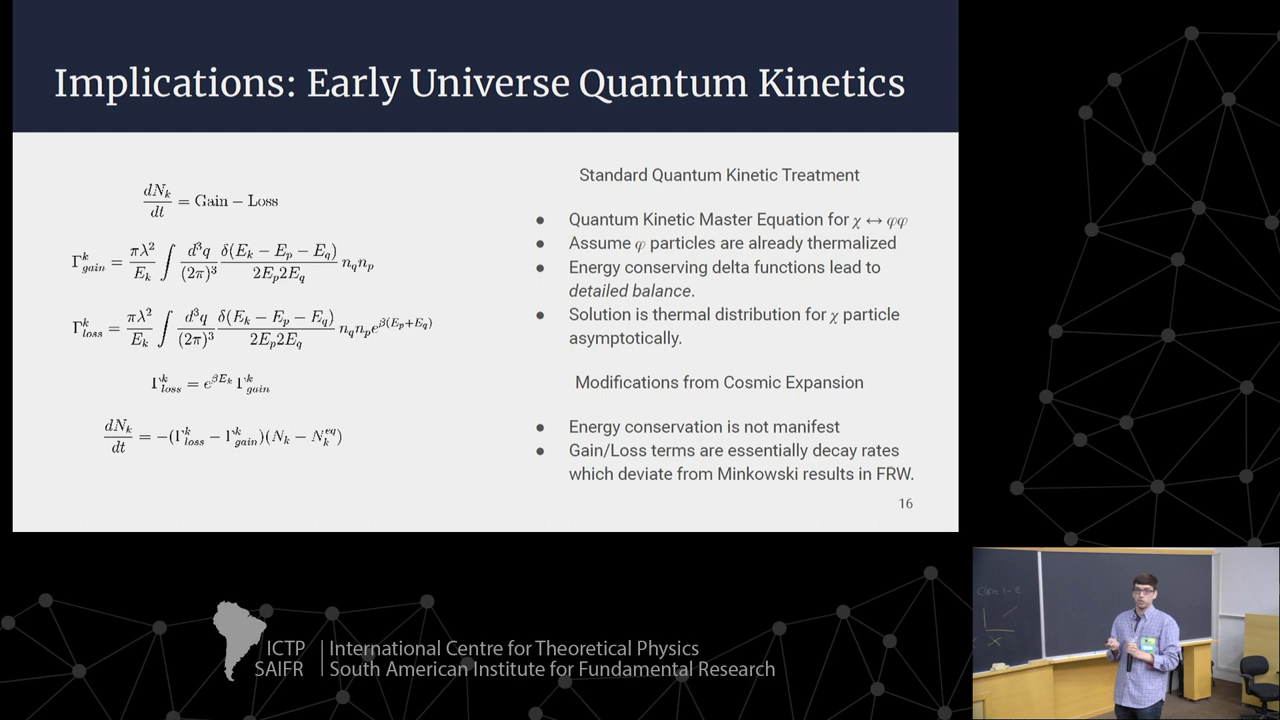 Implications: Early Universe Quantum Kinetics
dN_k/dt = Gain − Loss
Γ^k_gain = πλ²/E_k ∫ d³q/(2π)³ δ(E_k − E_p − E_q)/2E_p2E_q n_q n_p
Γ^k_loss = πλ²/E_k ∫ d³q/(2π)³ δ(E_k − E_p − E_q)/2E_p2E_q n_q n_p e^{β(E_p+E_q)}
Γ^k_loss = e^{βE_k} Γ^k_gain
dN_k/dt = −(Γ^k_loss − Γ^k_gain)(N_k − N_k^{eq})
Standard Quantum Kinetic Treatment
● Quantum Kinetic Master Equation for χ ↔ φφ
● Assume φ particles are already thermalized
● Energy conserving delta functions lead to
detailed balance.
● Solution is thermal distribution for χ particle
asymptotically.
Modifications from Cosmic Expansion
● Energy conservation is not manifest
● Gain/Loss terms are essentially decay rates
which deviate from Minkowski results in FRW.
16
ICTP
SAIFR
International Centre for Theoretical Physics
South American Institute for Fundamental Research